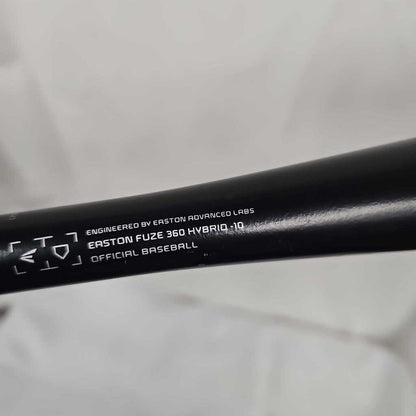 ENGINEERED BY EASTON ADVANCED LABS
EASTON FUZE 360 HYBRID -10
OFFICIAL BASEBALL